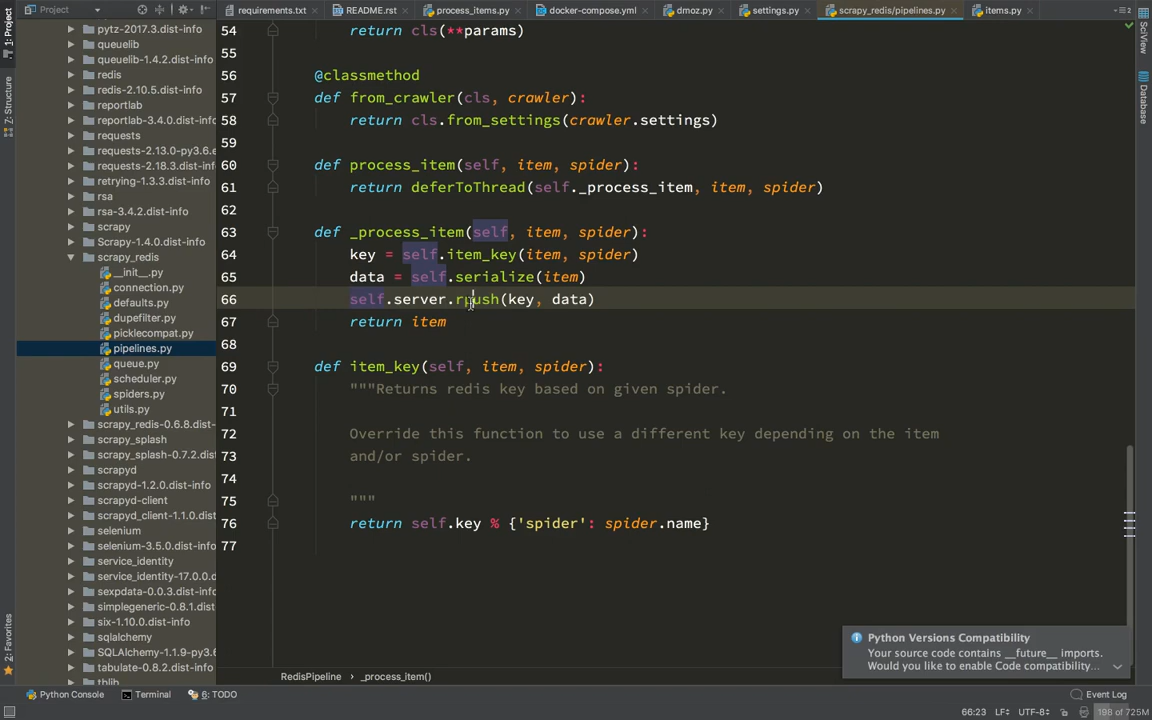 Project
requirements.txt
README.rst
process_items.py
docker-compose.yml
dmoz.py
settings.py
scrapy_redis/pipelines.py
items.py
1: Project
Structure
2: Favorites
pytz-2017.3.dist-info
queuelib
queuelib-1.4.2.dist-info
redis
redis-2.10.5.dist-info
reportlab
reportlab-3.4.0.dist-info
requests
requests-2.13.0-py3.6.e
requests-2.18.3.dist-info
retrying-1.3.3.dist-info
rsa
rsa-3.4.2.dist-info
scrapy
Scrapy-1.4.0.dist-info
scrapy_redis
__init__.py
connection.py
defaults.py
dupefilter.py
picklecompat.py
pipelines.py
queue.py
scheduler.py
spiders.py
utils.py
scrapy_redis-0.6.8.dist-
scrapy_splash
scrapy_splash-0.7.2.dist-
scrapyd
scrapyd-1.2.0.dist-info
scrapyd-client
scrapyd_client-1.1.0.dist-
selenium
selenium-3.5.0.dist-info
service_identity
service_identity-17.0.0.d
sexpdata-0.0.3.dist-info
simplegeneric-0.8.1.dist
six-1.10.0.dist-info
sqlalchemy
SQLAlchemy-1.1.9-py3.6
tabulate-0.8.2.dist-info
tblib
54 return cls(**params)
55
56 @classmethod
57 def from_crawler(cls, crawler):
58 return cls.from_settings(crawler.settings)
59
60 def process_item(self, item, spider):
61 return deferToThread(self._process_item, item, spider)
62
63 def _process_item(self, item, spider):
64 key = self.item_key(item, spider)
65 data = self.serialize(item)
66 self.server.rpush(key, data)
67 return item
68
69 def item_key(self, item, spider):
70 """Returns redis key based on given spider.
71
72 Override this function to use a different key depending on the item
73 and/or spider.
74
75 """
76 return self.key % {'spider': spider.name}
77
SciView
Database
Python Versions Compatibility
Your source code contains __future__ imports.
Would you like to enable Code compatibility...
RedisPipeline
_process_item()
Python Console
Terminal
6: TODO
Event Log
66:23
LF
UTF-8
198 of 725M